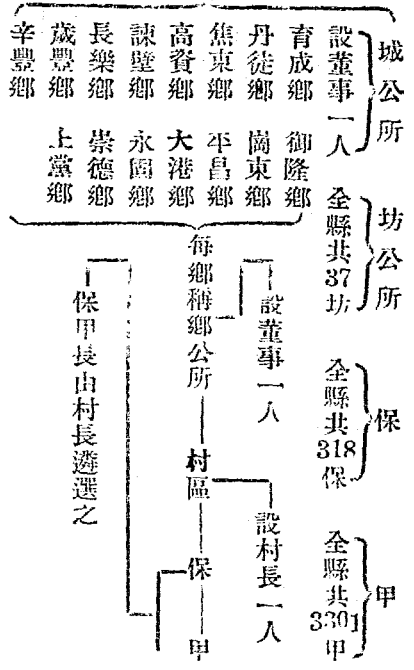 城公所
坊公所
保
甲
設董事一人
全縣共37坊
全縣共318保
全縣共3301甲
育成鄉 御隆鄉
丹徒鄉 崗東鄉
焦東鄉 平昌鄉
高資鄉 大港鄉
諫壁鄉 永固鄉
長樂鄉 崇德鄉
歲豐鄉 上黨鄉
辛豐鄉
設董事一人
設村長一人
每鄉稱鄉公所
村區
保
甲
保甲長由村長遴選之